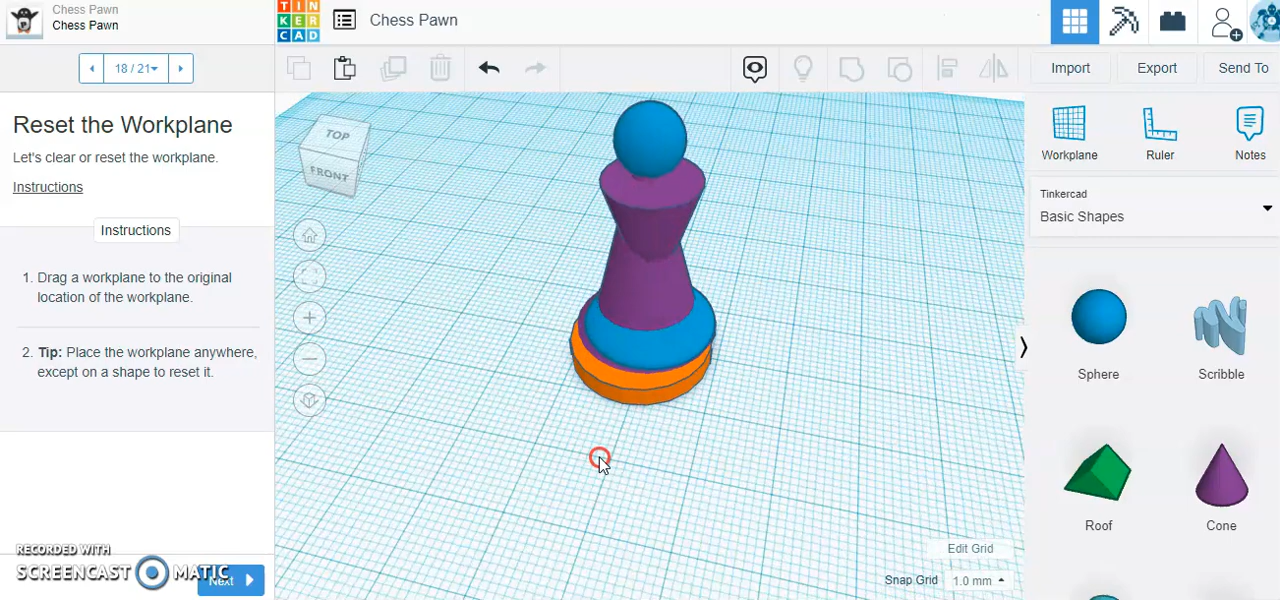 Chess Pawn
Chess Pawn
TIN
KER
CAD
Chess Pawn
18 / 21
Import
Export
Send To
Reset the Workplane
Let's clear or reset the workplane.
Instructions
Instructions
1. Drag a workplane to the original
location of the workplane.
2. Tip: Place the workplane anywhere,
except on a shape to reset it.
RECORDED WITH
SCREENCAST MATIC
Next
TOP
FRONT
Edit Grid
Snap Grid 1.0 mm
Workplane
Ruler
Notes
Tinkercad
Basic Shapes
Sphere
Scribble
Roof
Cone